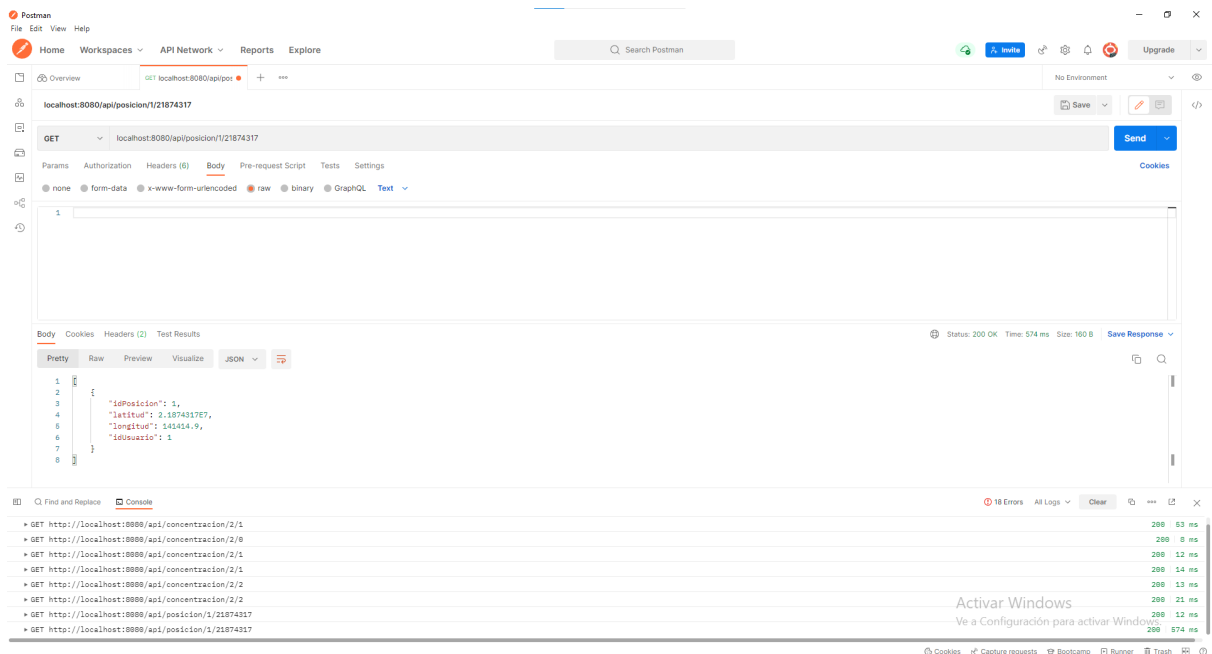 Postman
File Edit View Help
Home Workspaces API Network Reports Explore Search Postman Invite Upgrade
Overview GET localhost:8080/api/pos No Environment
localhost:8080/api/posicion/1/21874317 Save
GET localhost:8080/api/posicion/1/21874317 Send
Params Authorization Headers (6) Body Pre-request Script Tests Settings Cookies
none form-data x-www-form-urlencoded raw binary GraphQL Text
1
Body Cookies Headers (2) Test Results Status: 200 OK Time: 574 ms Size: 160 B Save Response
Pretty Raw Preview Visualize JSON
1 [
2 {
3 "idPosicion": 1,
4 "latitud": 2.1874317E7,
5 "longitud": 141414.9,
6 "idUsuario": 1
7 }
8 ]
Find and Replace Console 18 Errors All Logs Clear
GET http://localhost:8080/api/concentracion/2/1 200 53 ms
GET http://localhost:8080/api/concentracion/2/0 200 8 ms
GET http://localhost:8080/api/concentracion/2/1 200 12 ms
GET http://localhost:8080/api/concentracion/2/1 200 14 ms
GET http://localhost:8080/api/concentracion/2/2 200 13 ms
GET http://localhost:8080/api/concentracion/2/2 200 21 ms
Activar Windows
GET http://localhost:8080/api/posicion/1/21874317 200 12 ms
Ve a Configuración para activar Windows.
GET http://localhost:8080/api/posicion/1/21874317 200 574 ms
Cookies Capture requests Bootcamp Runner Trash